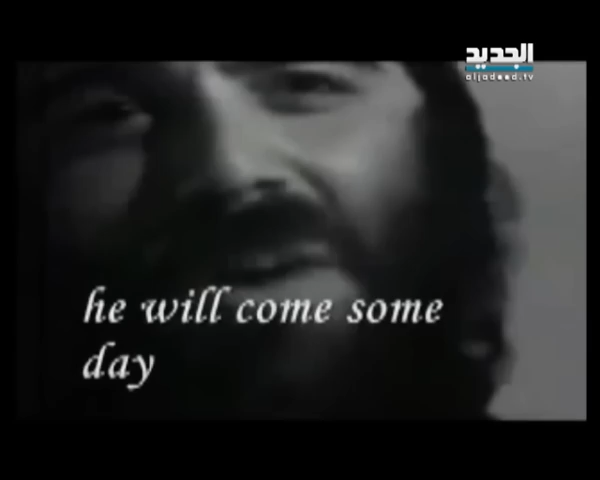 الجديد
aljadeed.tv
he will come some
day